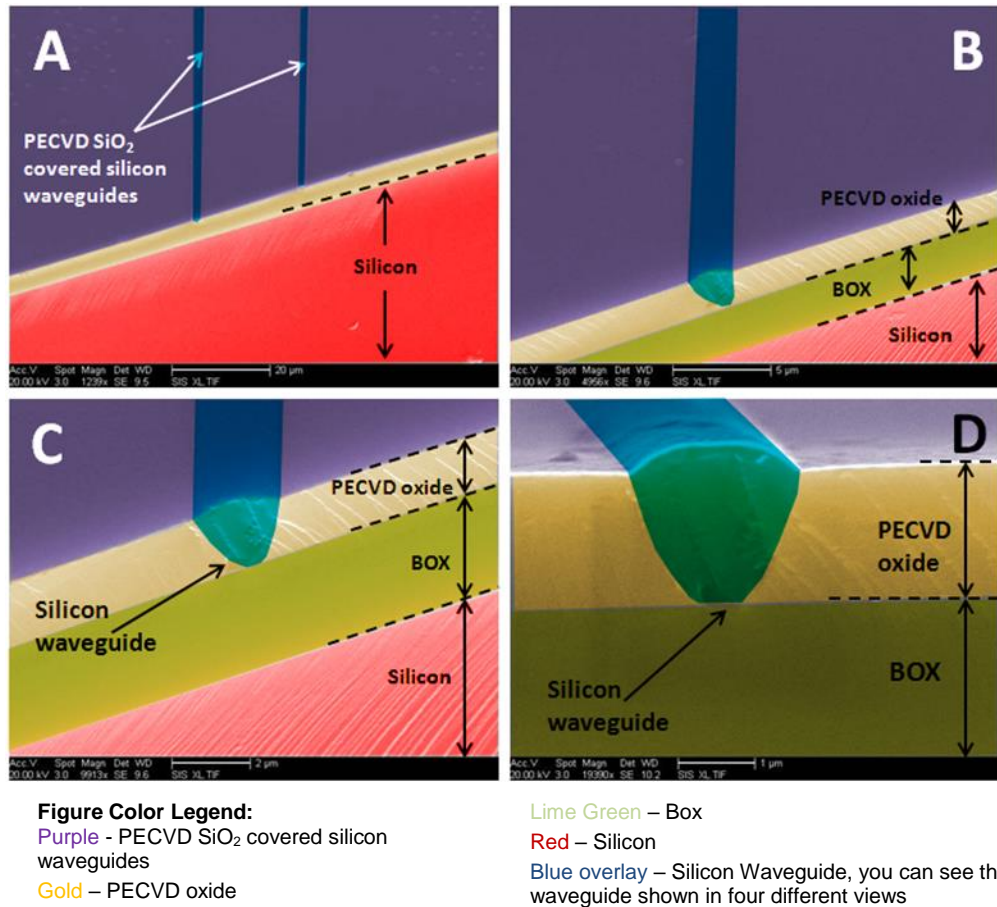 A
PECVD SiO₂
covered silicon
waveguides
Silicon
Acc.V Spot Magn Det WD
20.00 kV 3.0 1239x SE 9.5 SIS XL.TIF
20 µm
B
PECVD oxide
BOX
Silicon
Acc.V Spot Magn Det WD
20.00 kV 3.0 4956x SE 9.6 SIS XL.TIF
5 µm
C
PECVD oxide
BOX
Silicon
waveguide
Silicon
Acc.V Spot Magn Det WD
20.00 kV 3.0 9913x SE 9.6 SIS XL.TIF
2 µm
D
PECVD
oxide
BOX
Silicon
waveguide
Acc.V Spot Magn Det WD
20.00 kV 3.0 19390x SE 10.2 SIS XL.TIF
1 µm
Figure Color Legend:
Purple - PECVD SiO₂ covered silicon
waveguides
Gold – PECVD oxide
Lime Green – Box
Red – Silicon
Blue overlay – Silicon Waveguide, you can see th
waveguide shown in four different views